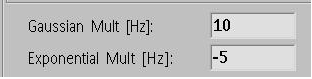 Gaussian Mult [Hz]: 10
Exponential Mult [Hz]: -5